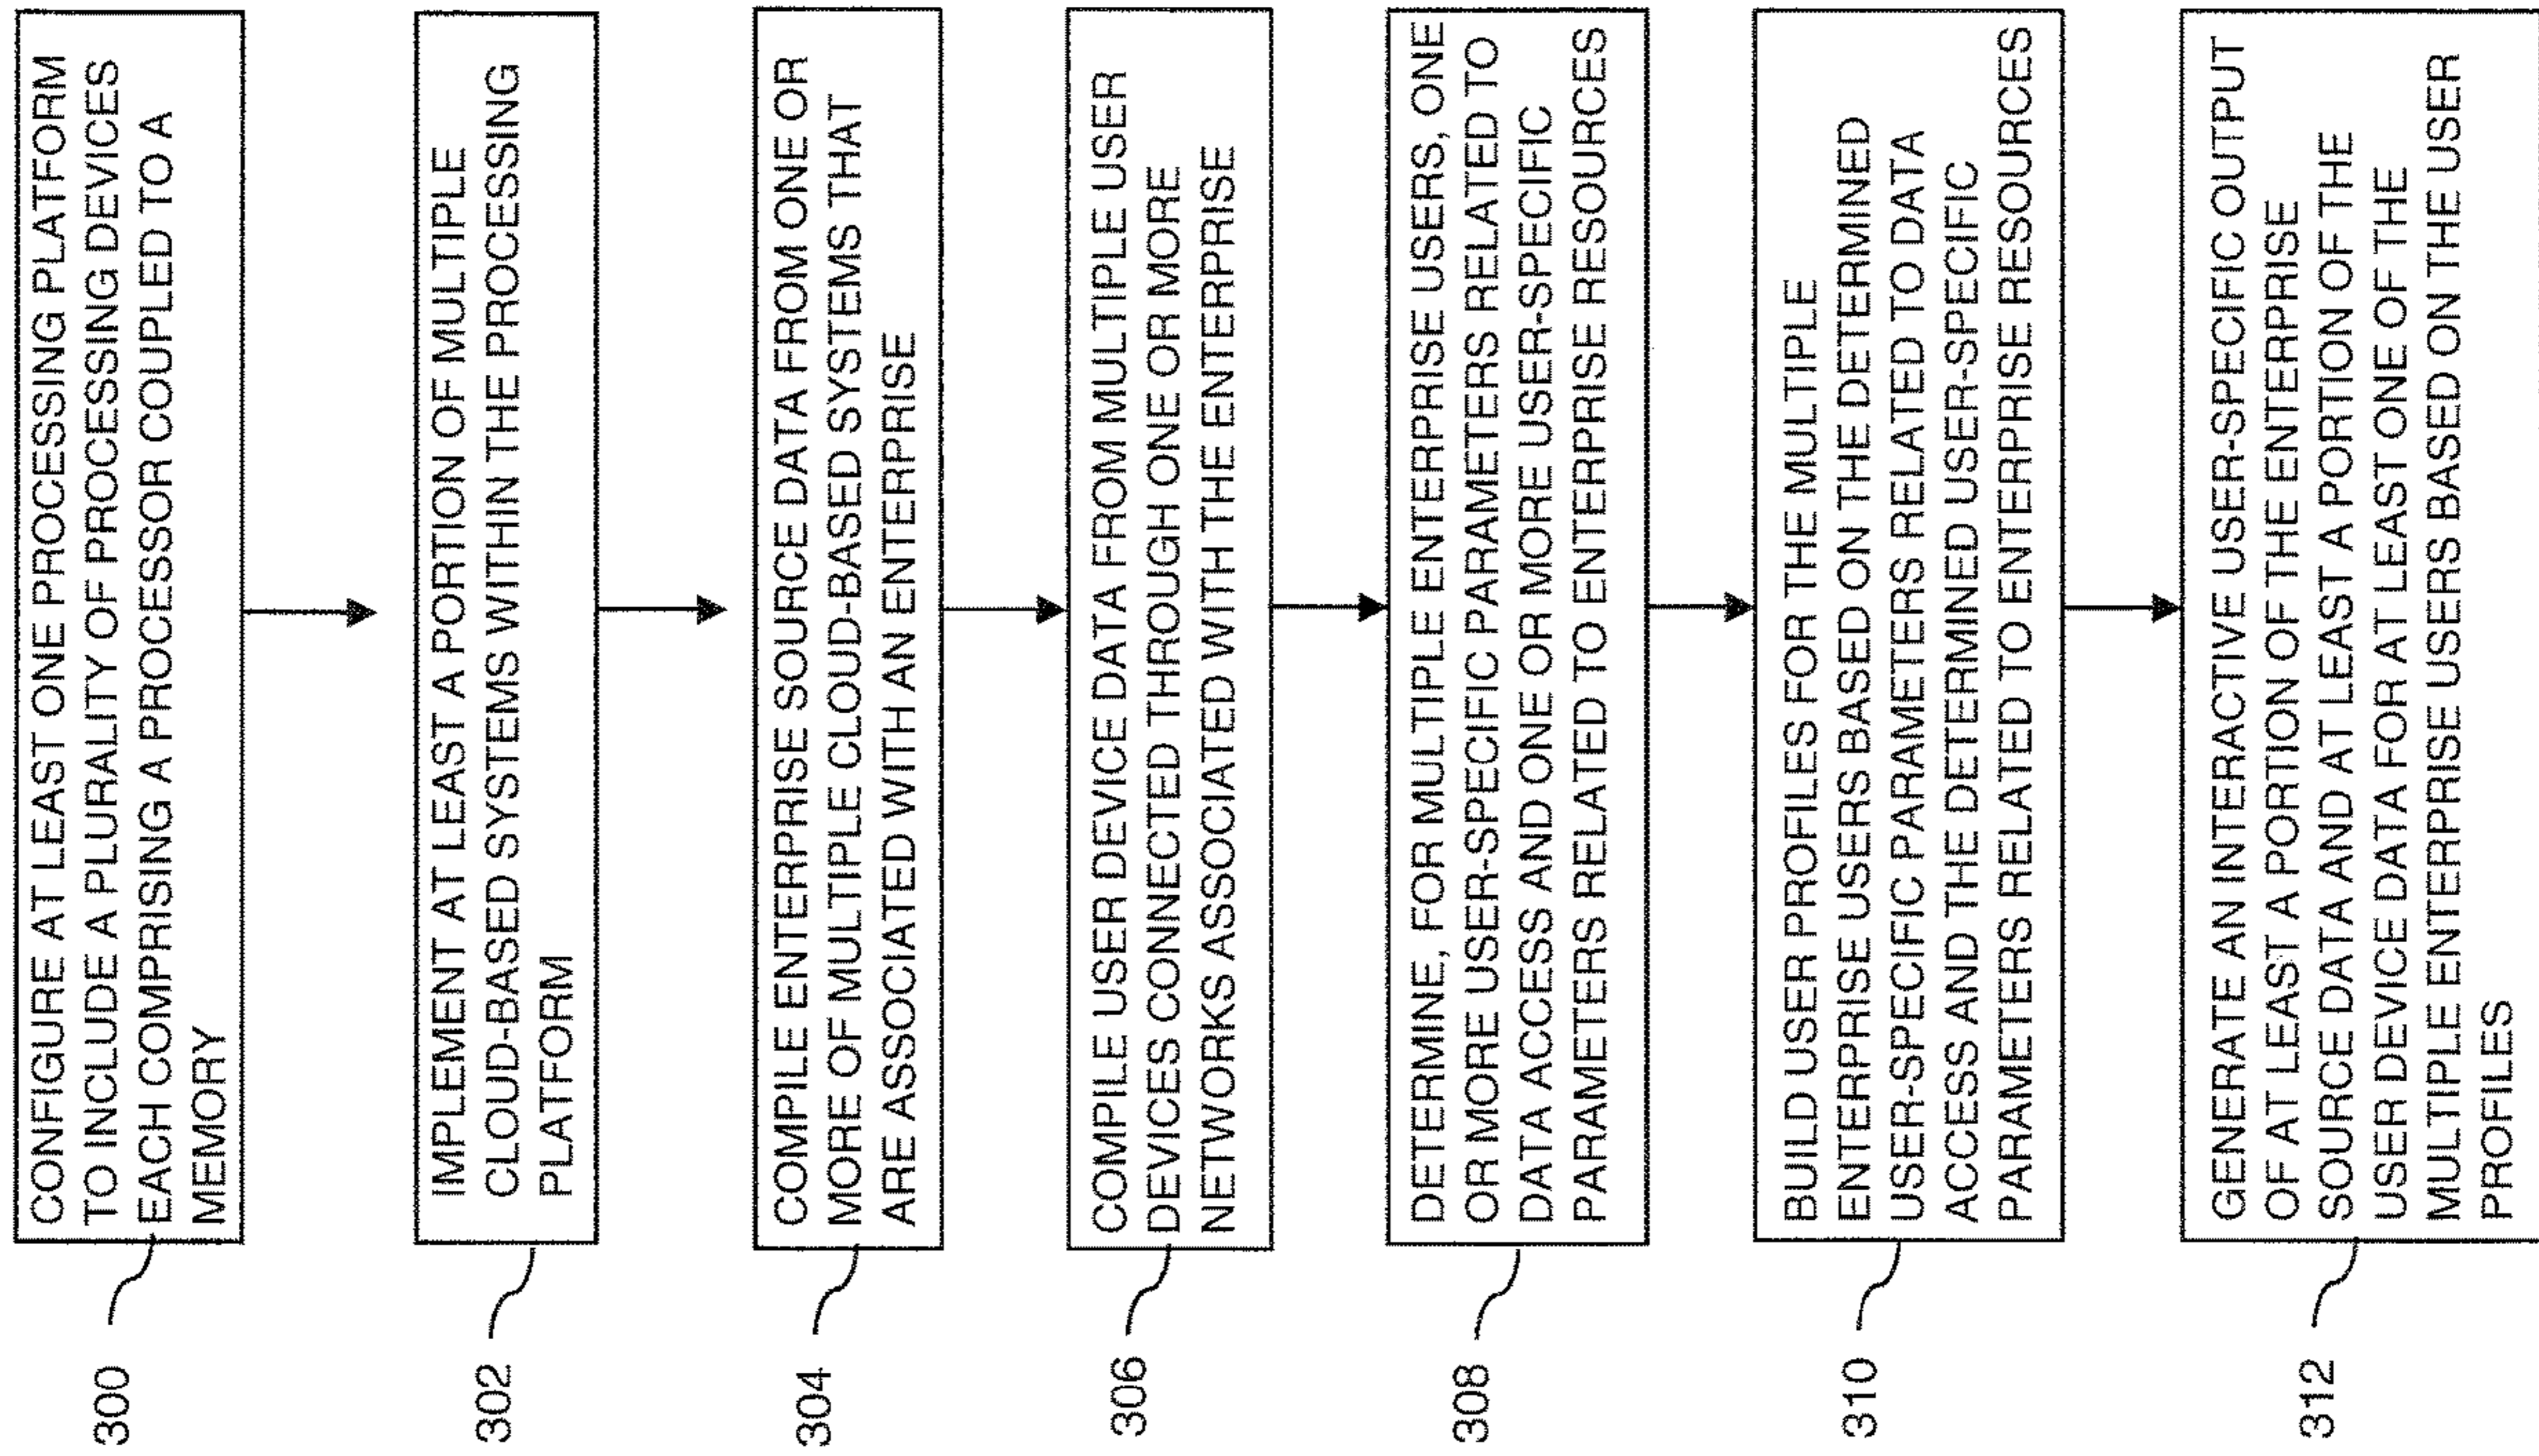 300
CONFIGURE AT LEAST ONE PROCESSING PLATFORM
TO INCLUDE A PLURALITY OF PROCESSING DEVICES
EACH COMPRISING A PROCESSOR COUPLED TO A
MEMORY
302
IMPLEMENT AT LEAST A PORTION OF MULTIPLE
CLOUD-BASED SYSTEMS WITHIN THE PROCESSING
PLATFORM
304
COMPILE ENTERPRISE SOURCE DATA FROM ONE OR
MORE OF MULTIPLE CLOUD-BASED SYSTEMS THAT
ARE ASSOCIATED WITH AN ENTERPRISE
306
COMPILE USER DEVICE DATA FROM MULTIPLE USER
DEVICES CONNECTED THROUGH ONE OR MORE
NETWORKS ASSOCIATED WITH THE ENTERPRISE
308
DETERMINE, FOR MULTIPLE ENTERPRISE USERS, ONE
OR MORE USER-SPECIFIC PARAMETERS RELATED TO
DATA ACCESS AND ONE OR MORE USER-SPECIFIC
PARAMETERS RELATED TO ENTERPRISE RESOURCES
310
BUILD USER PROFILES FOR THE MULTIPLE
ENTERPRISE USERS BASED ON THE DETERMINED
USER-SPECIFIC PARAMETERS RELATED TO DATA
ACCESS AND THE DETERMINED USER-SPECIFIC
PARAMETERS RELATED TO ENTERPRISE RESOURCES
312
GENERATE AN INTERACTIVE USER-SPECIFIC OUTPUT
OF AT LEAST A PORTION OF THE ENTERPRISE
SOURCE DATA AND AT LEAST A PORTION OF THE
USER DEVICE DATA FOR AT LEAST ONE OF THE
MULTIPLE ENTERPRISE USERS BASED ON THE USER
PROFILES